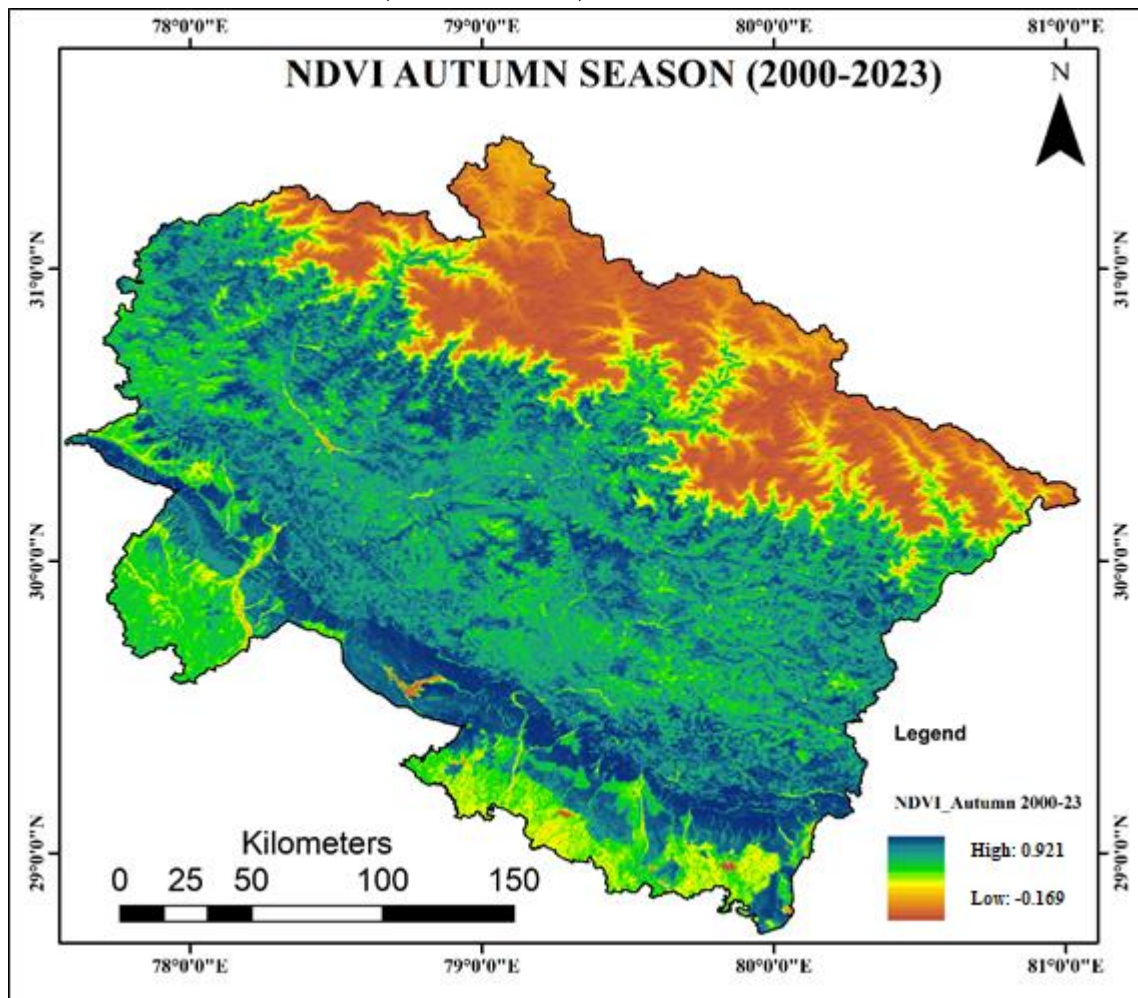 78°0'0"E 79°0'0"E 80°0'0"E 81°0'0"E
NDVI AUTUMN SEASON (2000-2023)
N
31°0'0"N
31°0'0"N
30°0'0"N
30°0'0"N
29°0'0"N
29°0'0"N
Legend
NDVI_Autumn 2000-23
High: 0.921
Low: -0.169
Kilometers
0 25 50 100 150
78°0'0"E 79°0'0"E 80°0'0"E 81°0'0"E